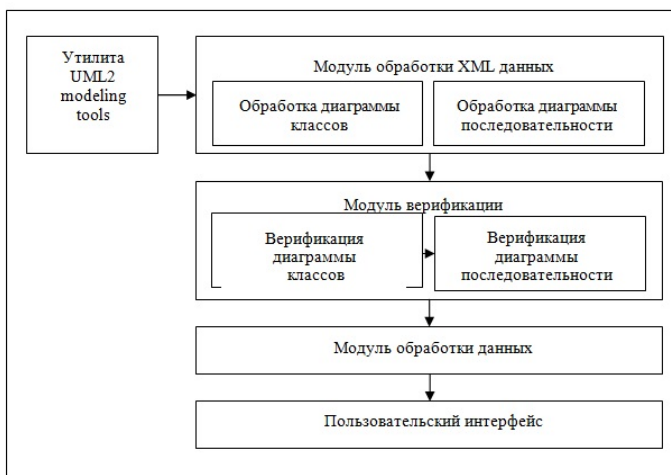 Утилита
UML2
modeling
tools
Модуль обработки XML данных
Обработка диаграммы
классов
Обработка диаграммы
последовательности
Модуль верификации
Верификация
диаграммы
классов
Верификация
диаграммы
последовательности
Модуль обработки данных
Пользовательский интерфейс